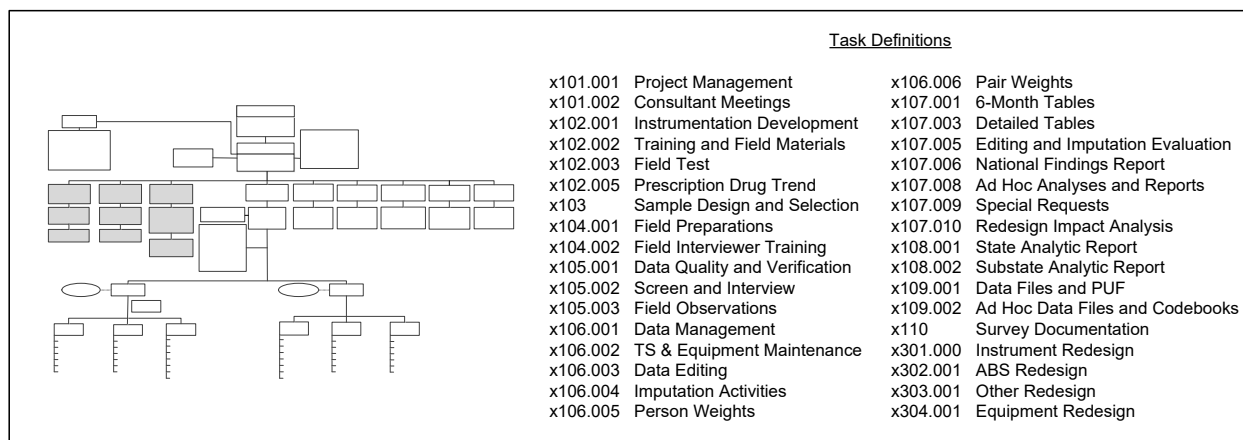 Task Definitions
x101.001 Project Management
x101.002 Consultant Meetings
x102.001 Instrumentation Development
x102.002 Training and Field Materials
x102.003 Field Test
x102.005 Prescription Drug Trend
x103 Sample Design and Selection
x104.001 Field Preparations
x104.002 Field Interviewer Training
x105.001 Data Quality and Verification
x105.002 Screen and Interview
x105.003 Field Observations
x106.001 Data Management
x106.002 TS & Equipment Maintenance
x106.003 Data Editing
x106.004 Imputation Activities
x106.005 Person Weights
x106.006 Pair Weights
x107.001 6-Month Tables
x107.003 Detailed Tables
x107.005 Editing and Imputation Evaluation
x107.006 National Findings Report
x107.008 Ad Hoc Analyses and Reports
x107.009 Special Requests
x107.010 Redesign Impact Analysis
x108.001 State Analytic Report
x108.002 Substate Analytic Report
x109.001 Data Files and PUF
x109.002 Ad Hoc Data Files and Codebooks
x110 Survey Documentation
x301.000 Instrument Redesign
x302.001 ABS Redesign
x303.001 Other Redesign
x304.001 Equipment Redesign